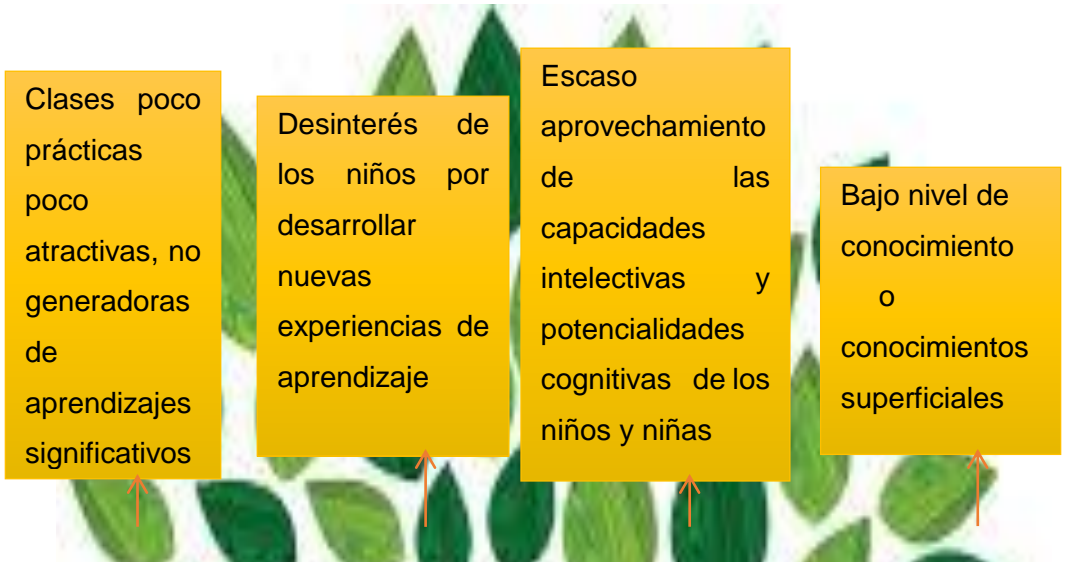 Clases poco
prácticas
poco
atractivas, no
generadoras
de
aprendizajes
significativos
Desinterés de
los niños por
desarrollar
nuevas
experiencias de
aprendizaje
Escaso
aprovechamiento
de las
capacidades
intelectivas y
potencialidades
cognitivas de los
niños y niñas
Bajo nivel de
conocimiento
o
conocimientos
superficiales